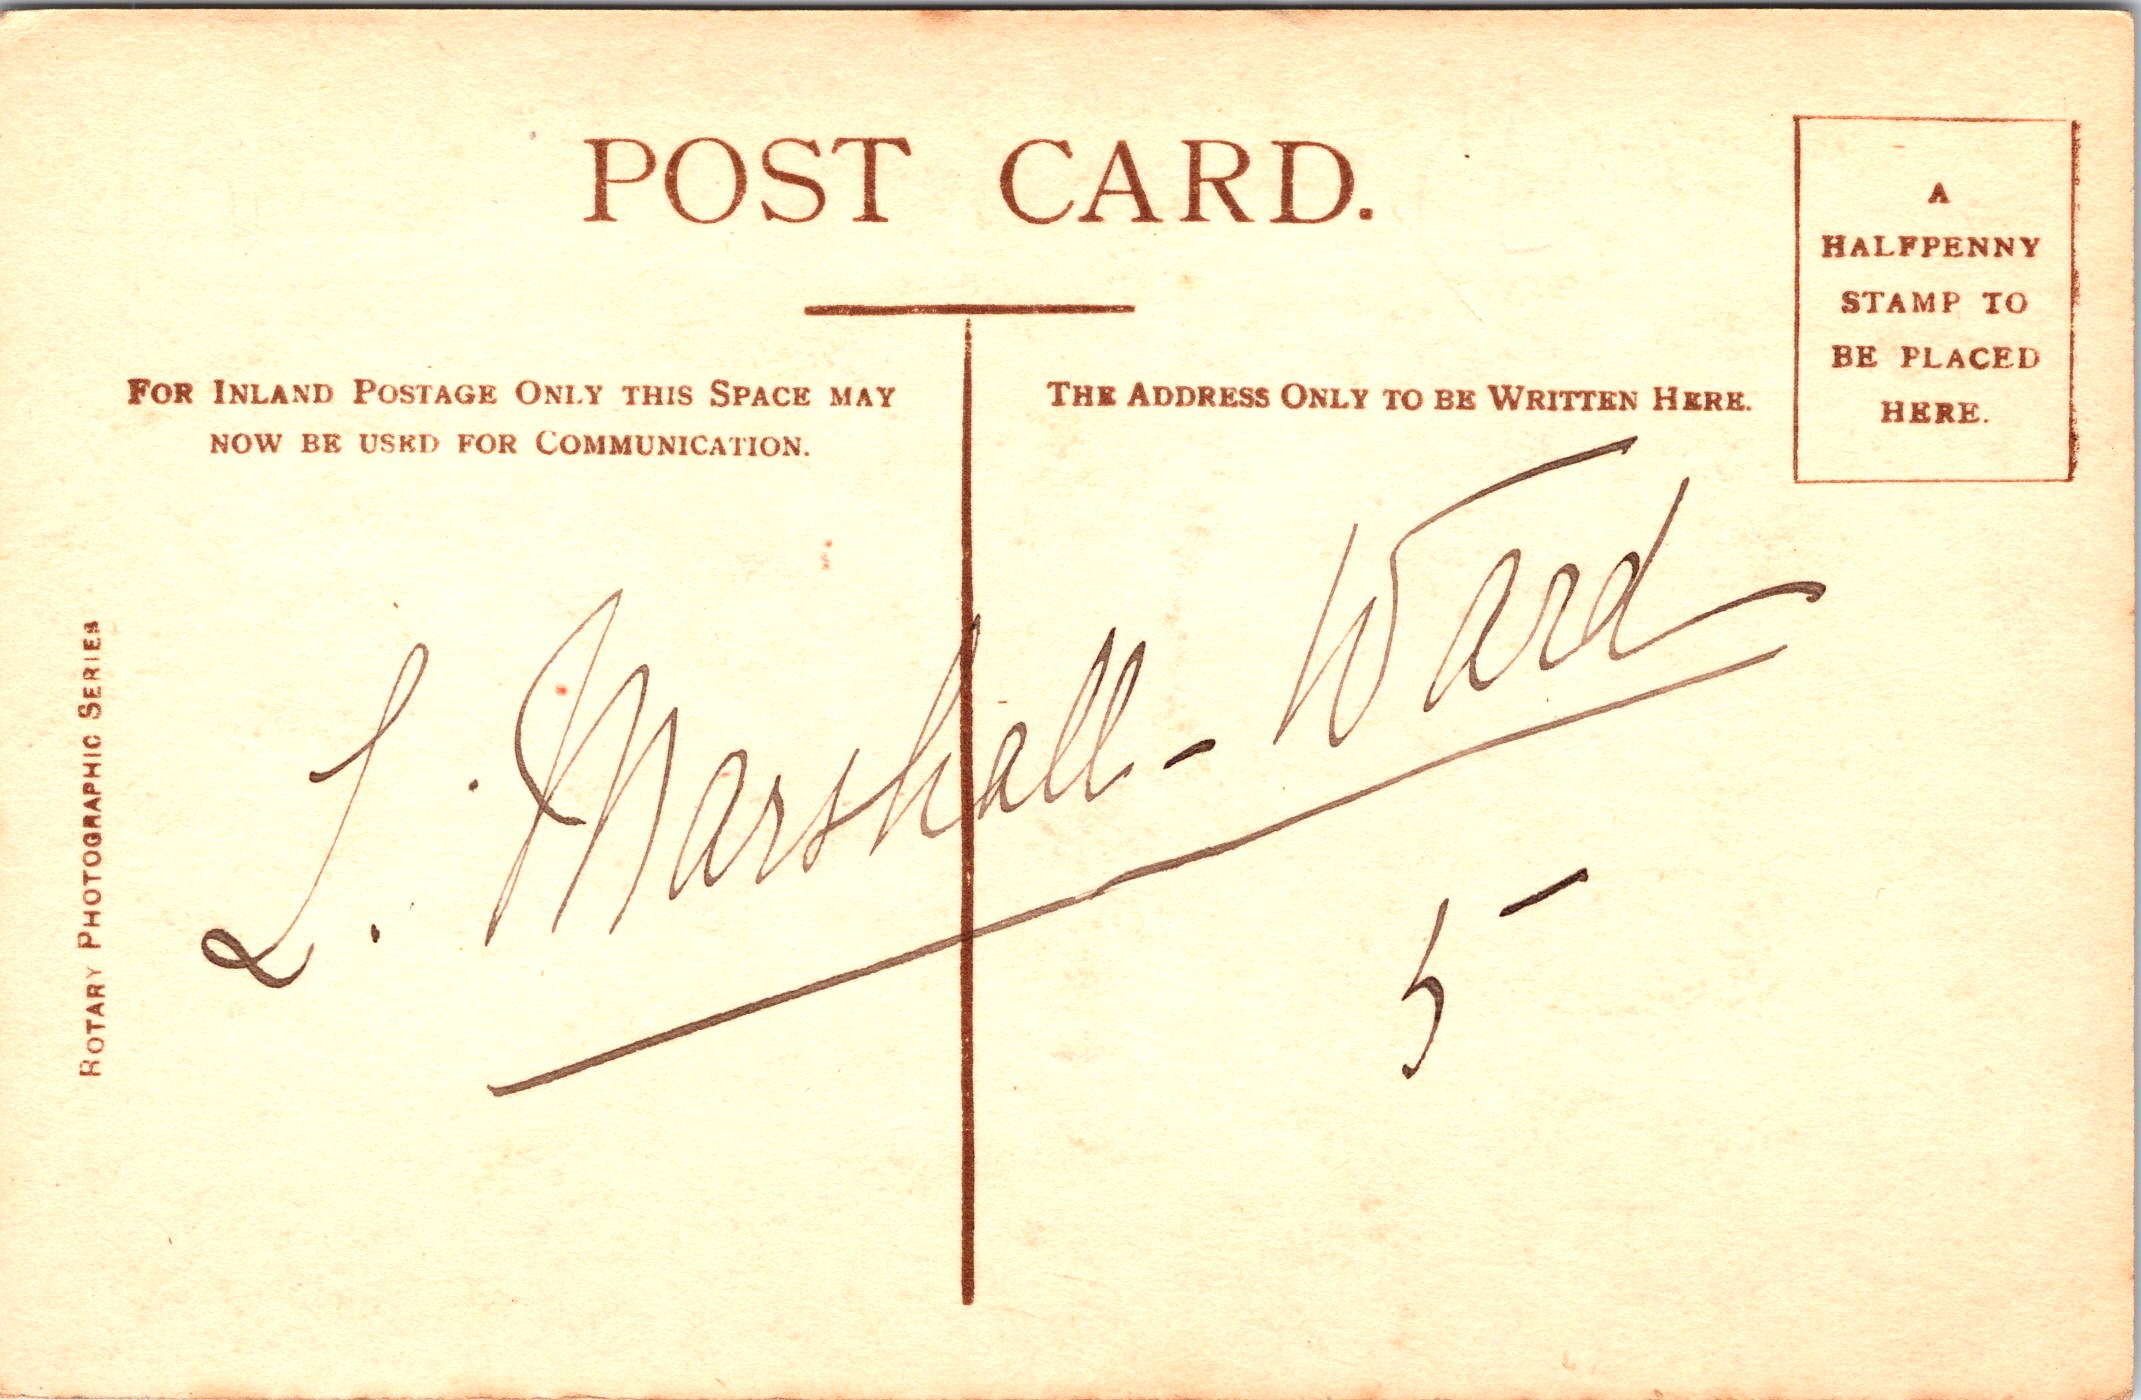 POST CARD.
A
HALFPENNY
STAMP TO
BE PLACED
HERE.
FOR INLAND POSTAGE ONLY THIS SPACE MAY
NOW BE USED FOR COMMUNICATION.
THE ADDRESS ONLY TO BE WRITTEN HERE.
ROTARY PHOTOGRAPHIC SERIES
L. Marshall-Ward
5